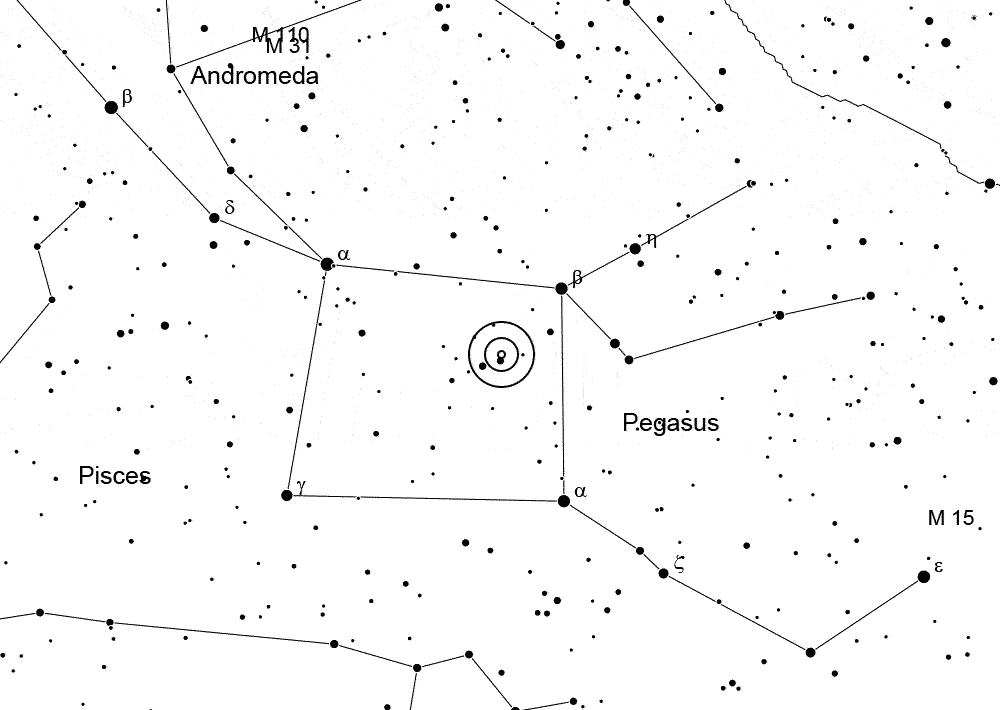 M 110
M 31
Andromeda
β
δ
α
η
β
Pegasus
Pisces
γ
α
M 15
ζ
ε